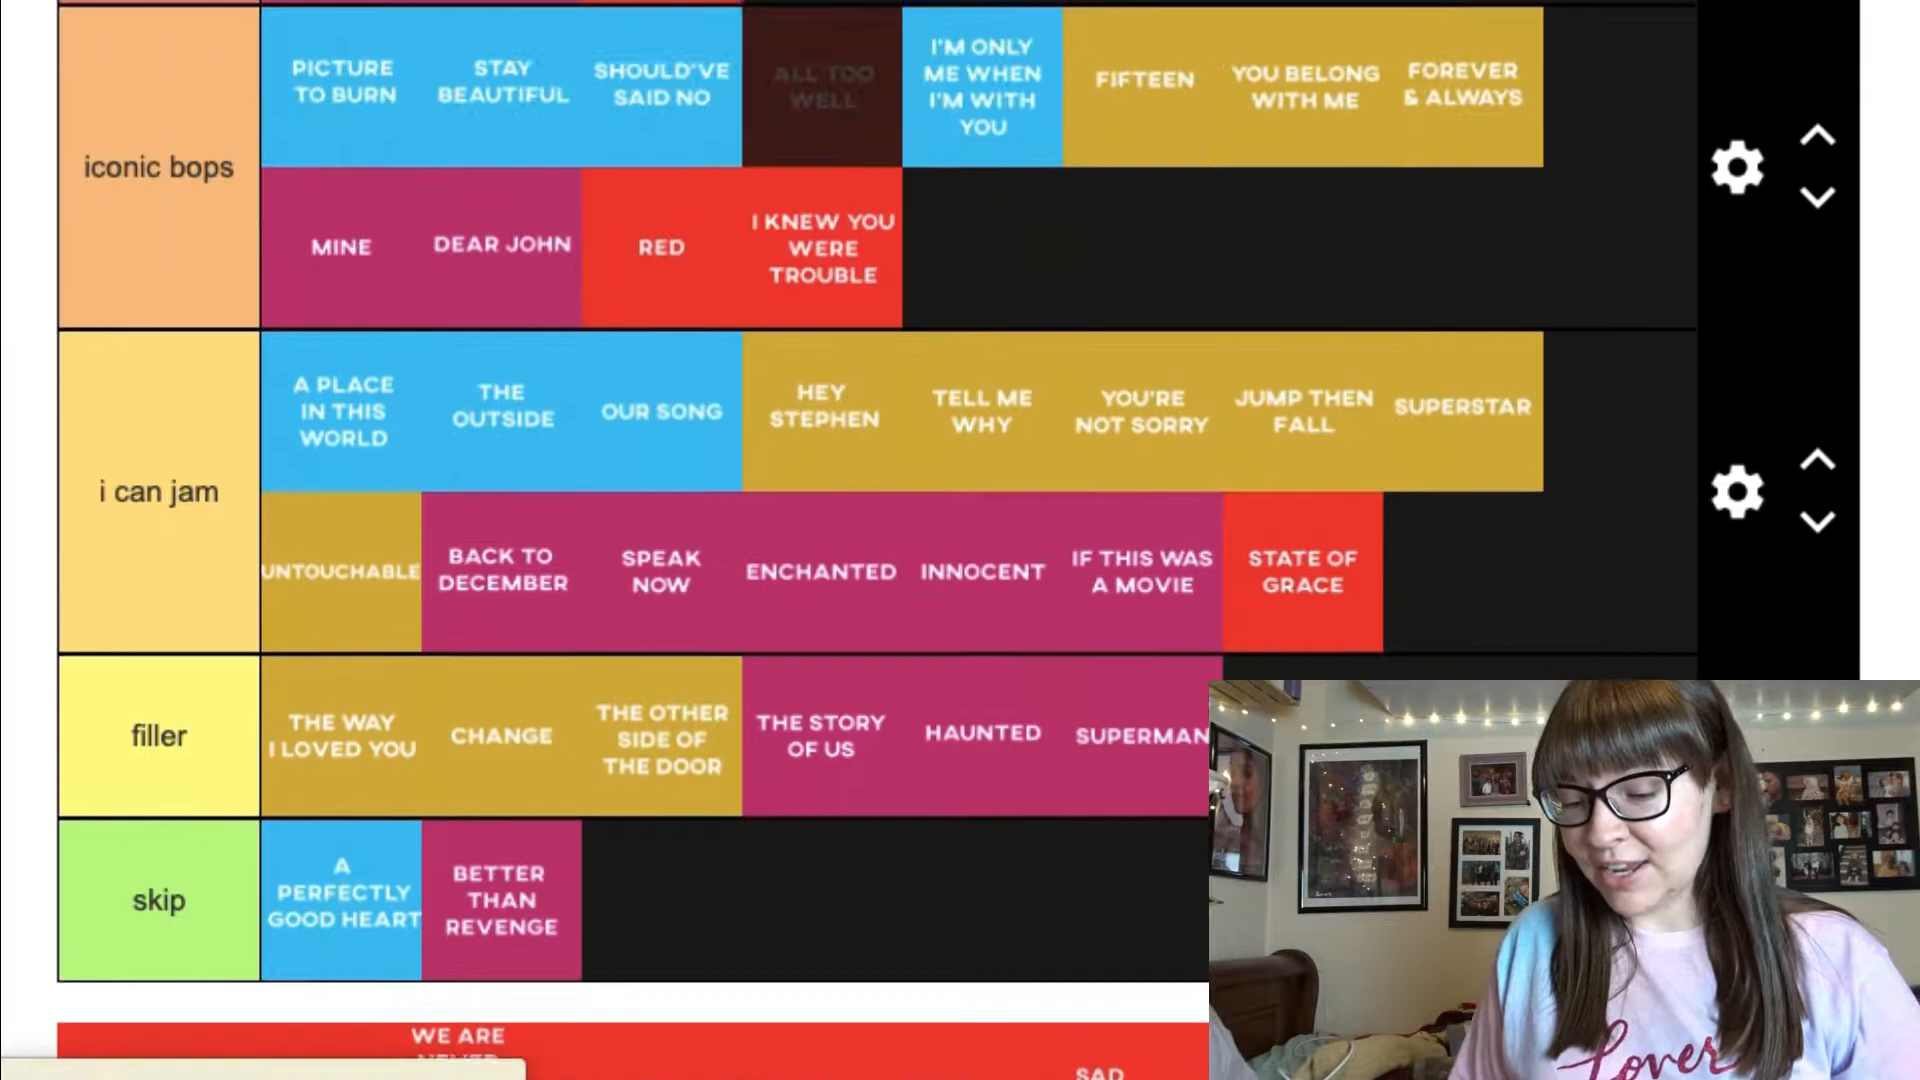 PICTURE
TO BURN
STAY
BEAUTIFUL
SHOULD'VE
SAID NO
ALL TOO
WELL
I'M ONLY
ME WHEN
I'M WITH
YOU
FIFTEEN
YOU BELONG
WITH ME
FOREVER
& ALWAYS
iconic bops
MINE
DEAR JOHN
RED
I KNEW YOU
WERE
TROUBLE
A PLACE
IN THIS
WORLD
THE
OUTSIDE
OUR SONG
HEY
STEPHEN
TELL ME
WHY
YOU'RE
NOT SORRY
JUMP THEN
FALL
SUPERSTAR
i can jam
UNTOUCHABLE
BACK TO
DECEMBER
SPEAK
NOW
ENCHANTED
INNOCENT
IF THIS WAS
A MOVIE
STATE OF
GRACE
filler
THE WAY
I LOVED YOU
CHANGE
THE OTHER
SIDE OF
THE DOOR
THE STORY
OF US
HAUNTED
SUPERMAN
skip
A
PERFECTLY
GOOD HEART
BETTER
THAN
REVENGE
WE ARE
NEVER
SAD
Lover